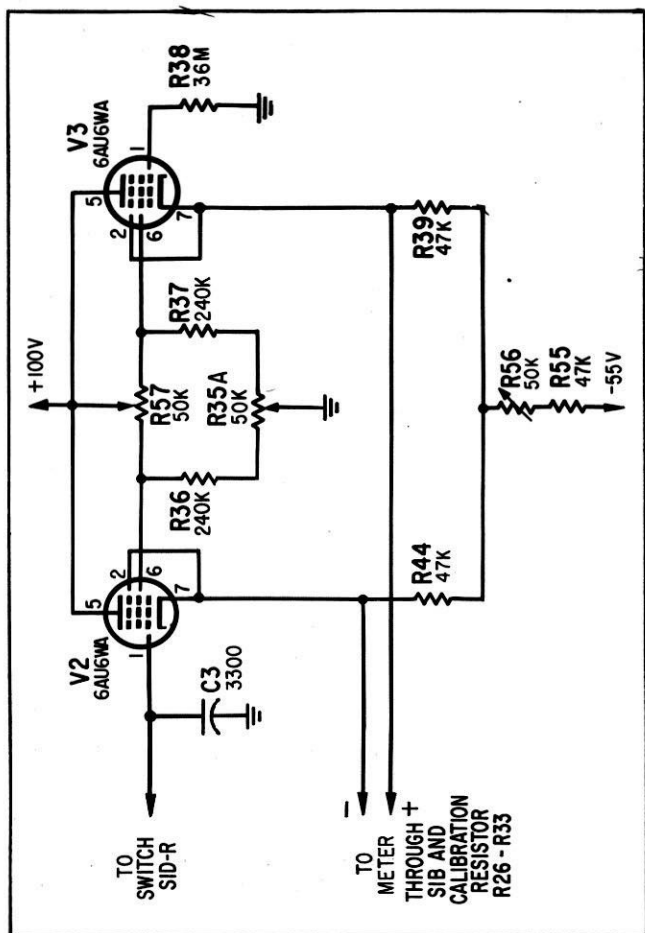 +100V
V2
6AU6WA
V3
6AU6WA
5
2
6
7
1
5
2
6
7
1
R38
36M
R57
50K
R36
240K
R37
240K
R35A
50K
C3
3300
TO
SWITCH
SID-R
R44
47K
R39
47K
R56
50K
R55
47K
-55V
-
TO
METER +
THROUGH
SIB AND
CALIBRATION
RESISTOR
R26 - R33